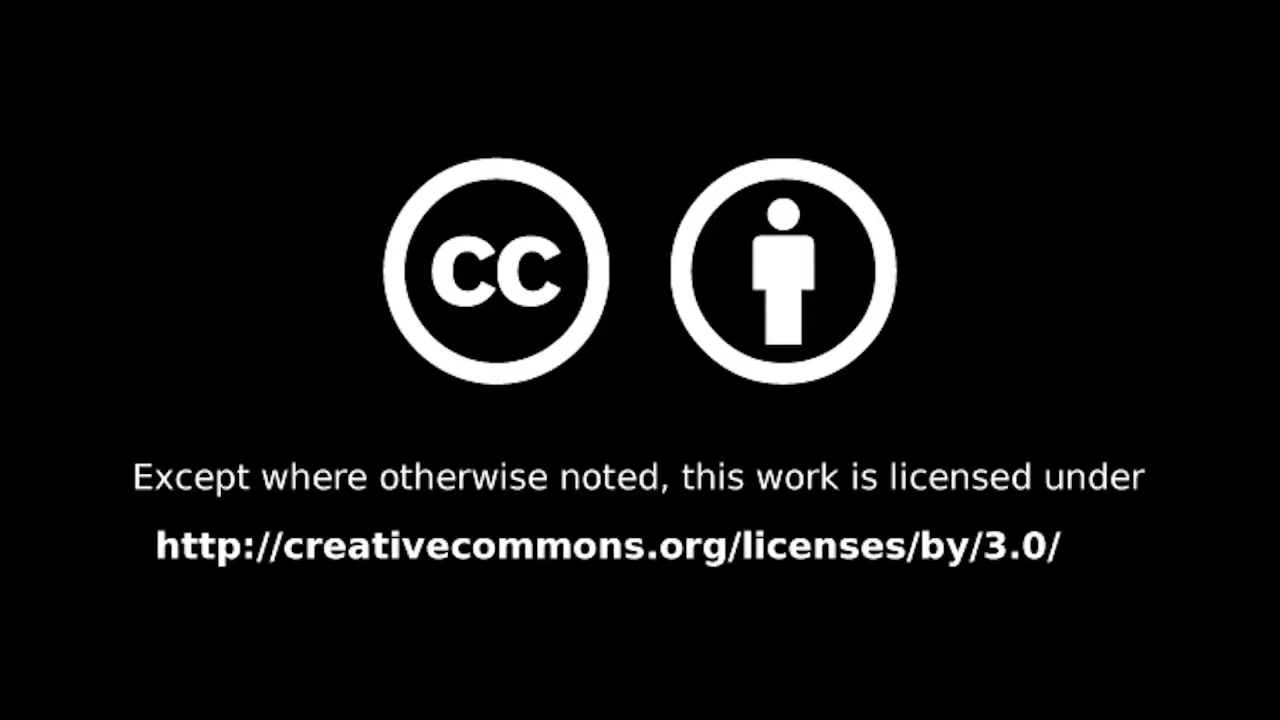 cc
Except where otherwise noted, this work is licensed under
http://creativecommons.org/licenses/by/3.0/